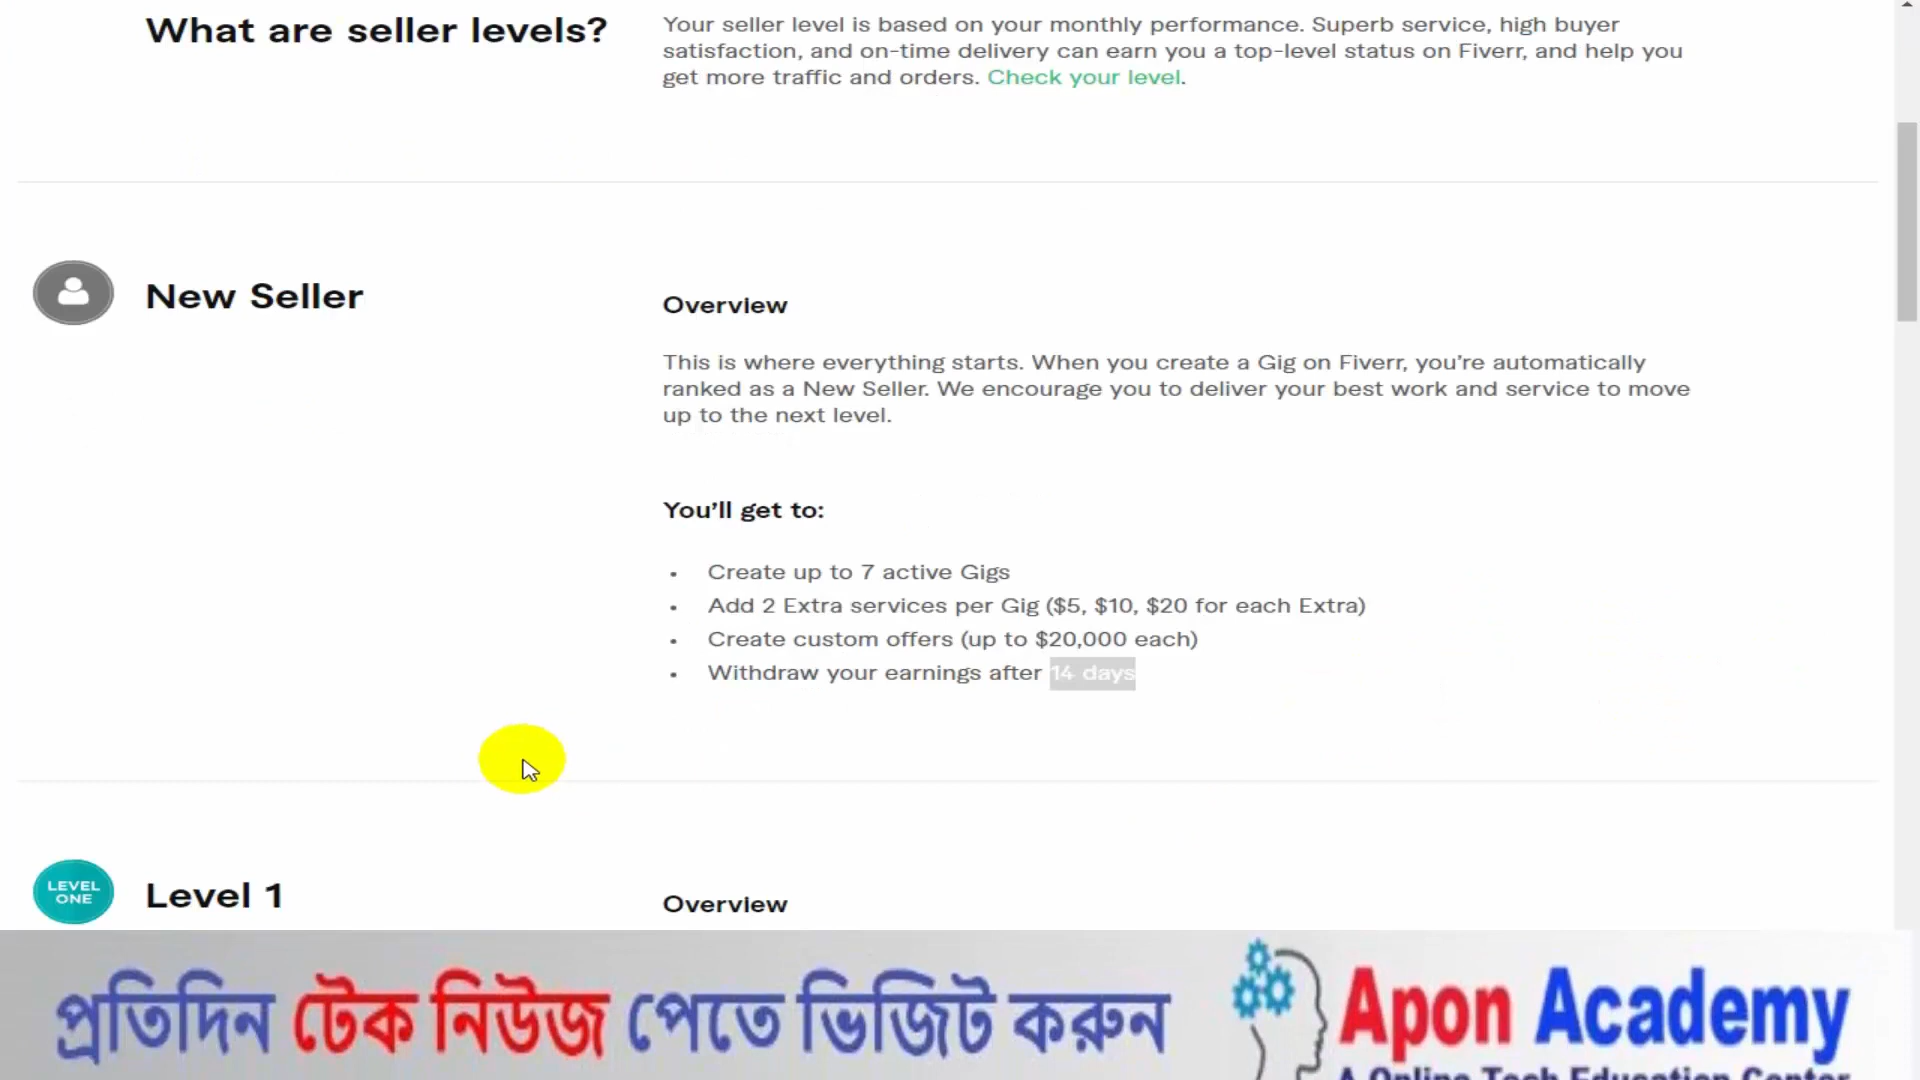 What are seller levels?
Your seller level is based on your monthly performance. Superb service, high buyer
satisfaction, and on-time delivery can earn you a top-level status on Fiverr, and help you
get more traffic and orders. Check your level.
New Seller
Overview
This is where everything starts. When you create a Gig on Fiverr, you’re automatically
ranked as a New Seller. We encourage you to deliver your best work and service to move
up to the next level.
You’ll get to:
• Create up to 7 active Gigs
• Add 2 Extra services per Gig ($5, $10, $20 for each Extra)
• Create custom offers (up to $20,000 each)
• Withdraw your earnings after 14 days
LEVEL
ONE
Level 1
Overview
প্রতিদিন টেক নিউজ পেতে ভিজিট করুন
Apon Academy
A Online Tech Education Center